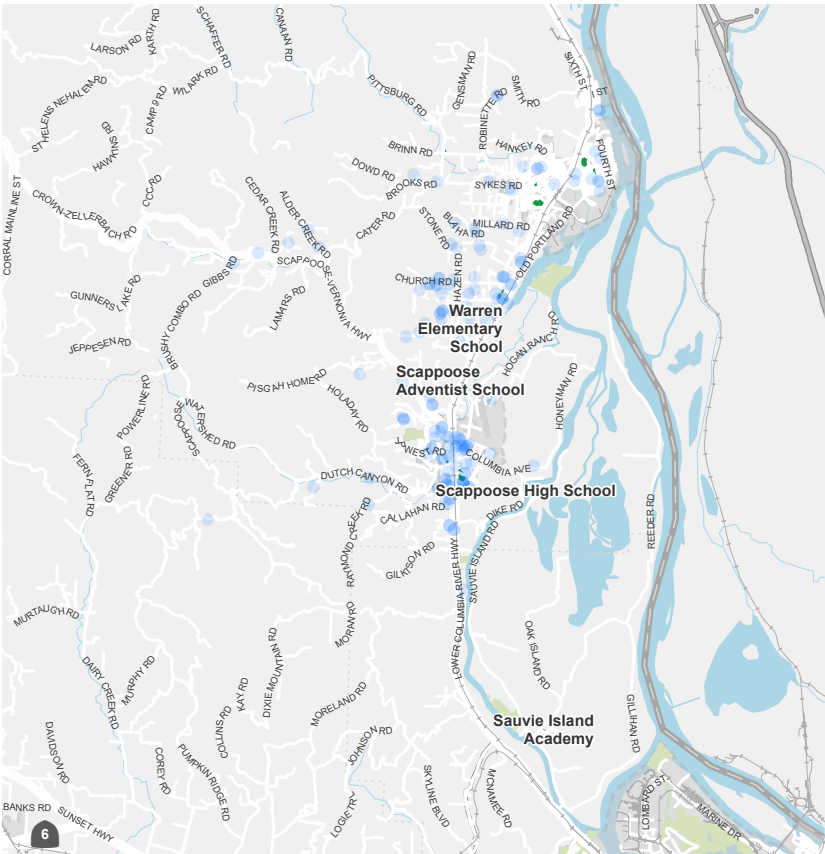 LARSON RD
KARTH RD
SCHAFFER RD
CANAAN RD
SIXTH ST
I ST
ST HELENS NEHALEM RD
CAMP 9 RD
WILARK RD
PITTSBURG RD
GENSMAN RD
ROBINETTE RD
SMITH RD
HAWKINS RD
BRINN RD
HANKEY RD
FOURTH ST
DOWD RD
BROOKS RD
SYKES RD
CCC RD
CEDAR CREEK RD
ALDER CREEK RD
CORRAL MAINLINE ST
CROWN-ZELLERBACH RD
CATER RD
STONE RD
BLAHA RD
MILLARD RD
OLD PORTLAND RD
SCAPPOOSE-VERNONIA HWY
GIBBS RD
CHURCH RD
HAZEN RD
GUNNERS LAKE RD
BRUSHY COMBO RD
LAMARS RD
Warren
Elementary
School
JEPPESEN RD
HOGAN RANCH RD
Scappoose
Adventist School
PISGAH HOME RD
HOLADAY RD
HONEYMAN RD
POWERLINE RD
SCAPPOOSE
WATERSHED RD
JP WEST RD
COLUMBIA AVE
FERN FLAT RD
GREENER RD
DUTCH CANYON RD
Scappoose High School
CALLAHAN RD
DIKE RD
REEDER RD
RAYMOND CREEK RD
GILKISON RD
SAUVIE ISLAND RD
LOWER COLUMBIA RIVER HWY
MURTAUGH RD
MORAN RD
OAK ISLAND RD
DAIRY CREEK RD
MURPHY RD
KAY RD
DIXIE MOUNTAIN RD
MORELAND RD
GILLIHAN RD
Sauvie Island
Academy
COLLINS RD
JOHNSON RD
DAVIDSON RD
COREY RD
PUMPKIN RIDGE RD
SKYLINE BLVD
MCNAMEE RD
LOGIE TRL
LOMBARD ST
MARINE DR
BANKS RD
SUNSET HWY
6